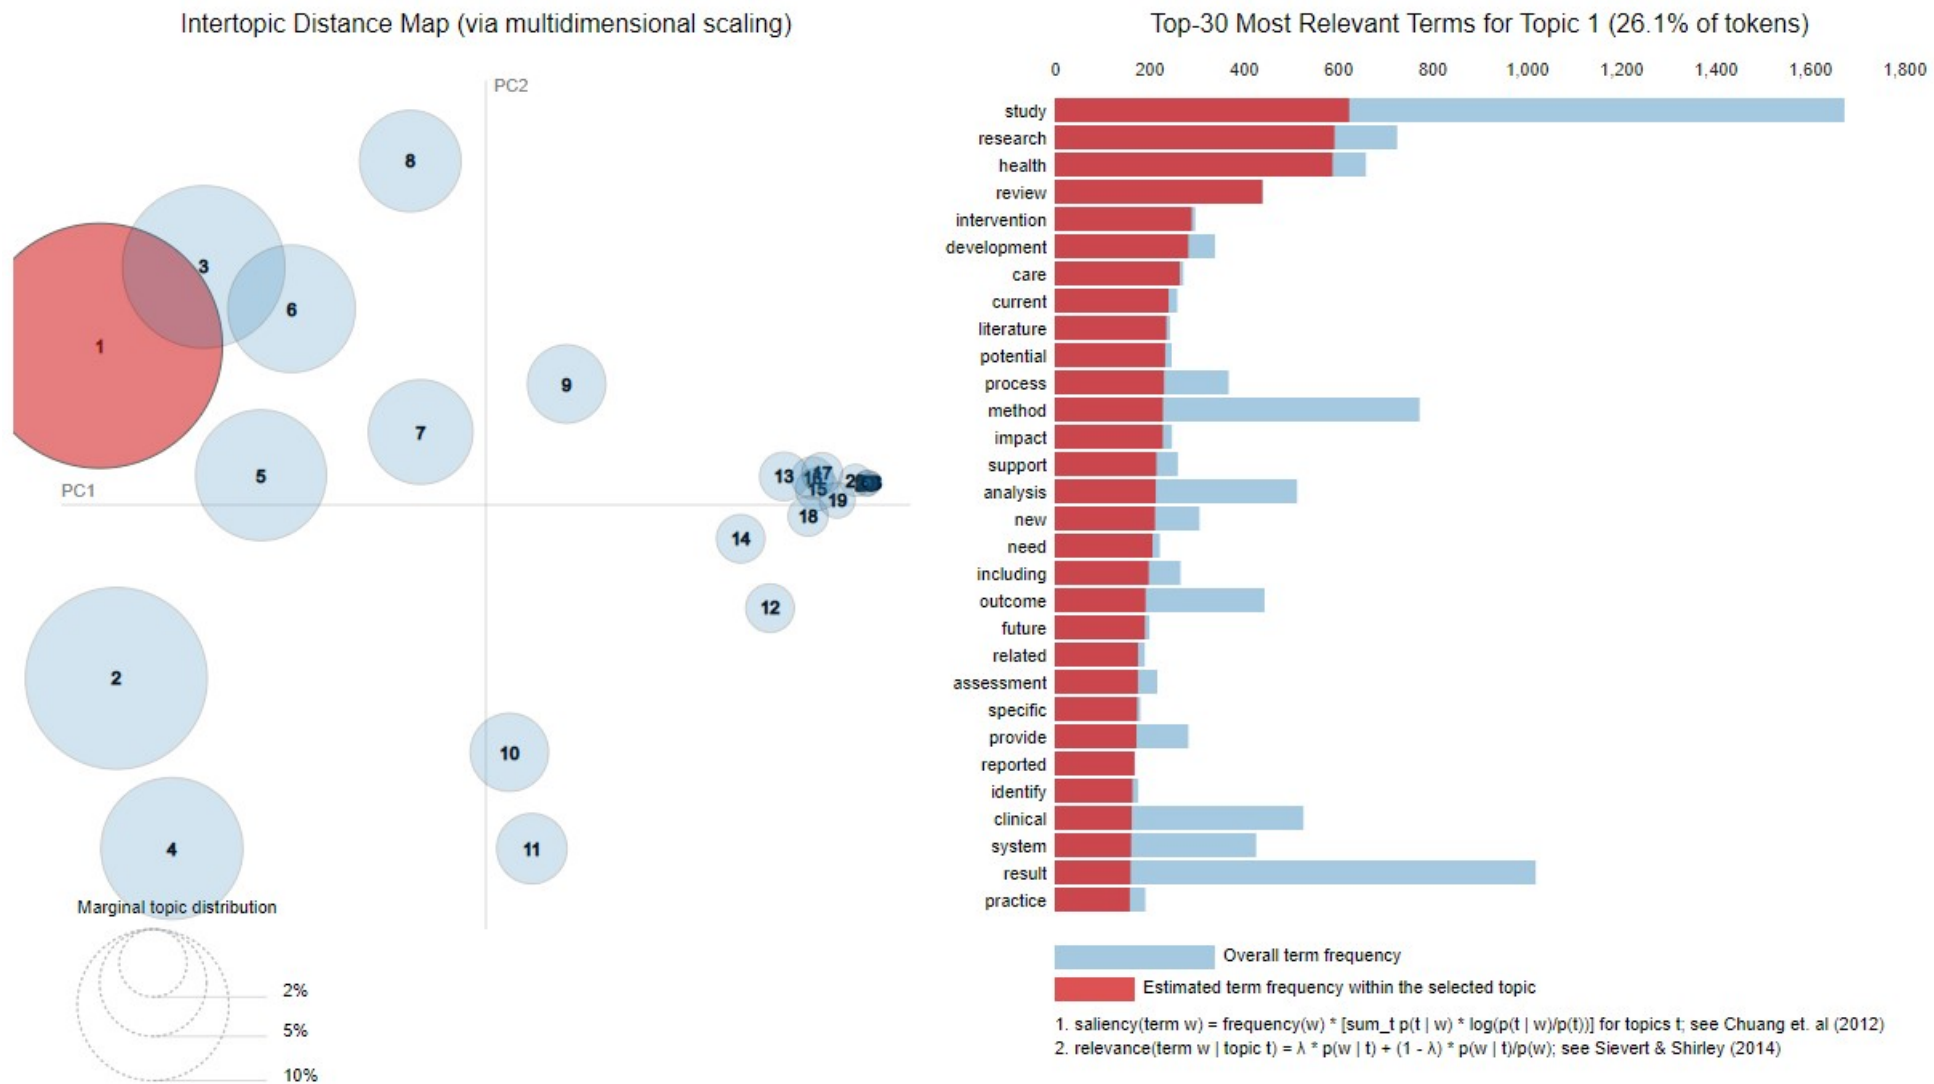 Intertopic Distance Map (via multidimensional scaling)
PC2
8
3
6
1
9
7
5
PC1
13
17
15
19
18
14
12
2
10
4
11
Marginal topic distribution
2%
5%
10%
Top-30 Most Relevant Terms for Topic 1 (26.1% of tokens)
0 200 400 600 800 1,000 1,200 1,400 1,600 1,800
study
research
health
review
intervention
development
care
current
literature
potential
process
method
impact
support
analysis
new
need
including
outcome
future
related
assessment
specific
provide
reported
identify
clinical
system
result
practice
Overall term frequency
Estimated term frequency within the selected topic
1. saliency(term w) = frequency(w) * [sum_t p(t | w) * log(p(t | w)/p(t))] for topics t; see Chuang et. al (2012)
2. relevance(term w | topic t) = λ * p(w | t) + (1 - λ) * p(w | t)/p(w); see Sievert & Shirley (2014)